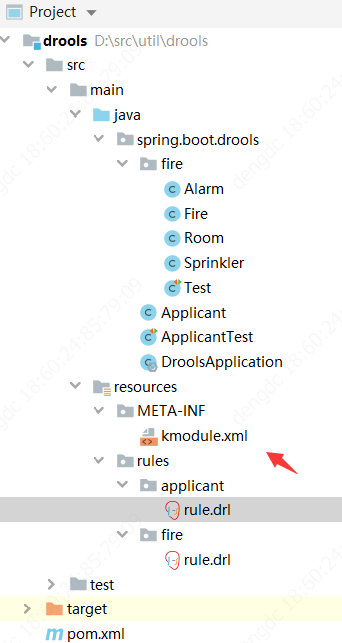 Project
drools D:\src\util\drools
src
main
java
spring.boot.drools
fire
Alarm
Fire
Room
Sprinkler
Test
Applicant
ApplicantTest
DroolsApplication
resources
META-INF
kmodule.xml
rules
applicant
rule.drl
fire
rule.drl
test
target
pom.xml